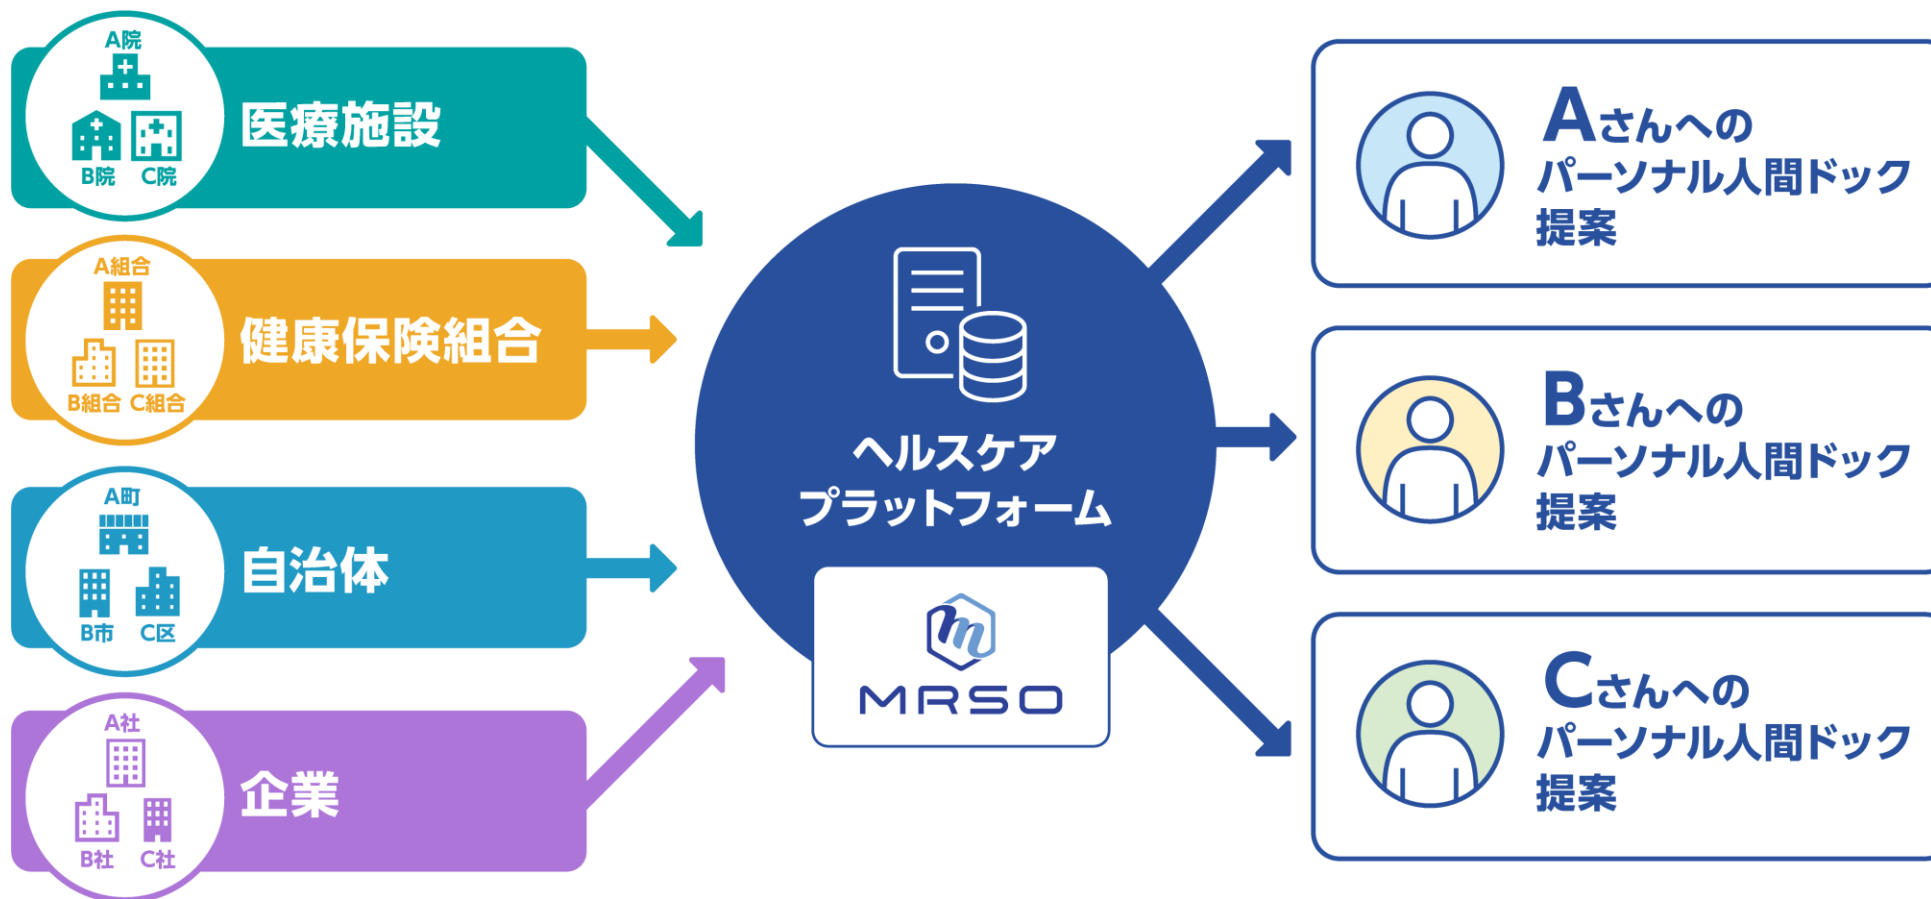 A院
B院 C院
医療施設
A組合
B組合 C組合
健康保険組合
A町
B市 C区
自治体
A社
B社 C社
企業
ヘルスケア
プラットフォーム
m
MRSO
Aさんへの
パーソナル人間ドック
提案
Bさんへの
パーソナル人間ドック
提案
Cさんへの
パーソナル人間ドック
提案